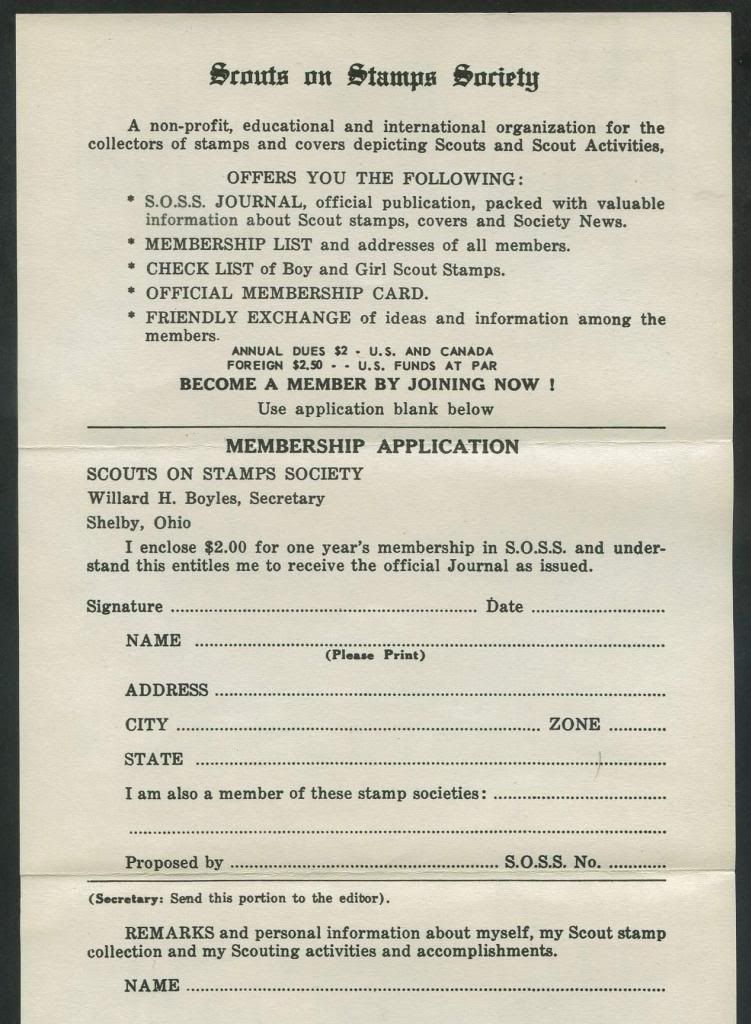 Scouts on Stamps Society
A non-profit, educational and international organization for the
collectors of stamps and covers depicting Scouts and Scout Activities,
OFFERS YOU THE FOLLOWING:
* S.O.S.S. JOURNAL, official publication, packed with valuable
information about Scout stamps, covers and Society News.
* MEMBERSHIP LIST and addresses of all members.
* CHECK LIST of Boy and Girl Scout Stamps.
* OFFICIAL MEMBERSHIP CARD.
* FRIENDLY EXCHANGE of ideas and information among the
members.
ANNUAL DUES $2 - U.S. AND CANADA
FOREIGN $2.50 - - U.S. FUNDS AT PAR
BECOME A MEMBER BY JOINING NOW !
Use application blank below
MEMBERSHIP APPLICATION
SCOUTS ON STAMPS SOCIETY
Willard H. Boyles, Secretary
Shelby, Ohio
I enclose $2.00 for one year's membership in S.O.S.S. and under-
stand this entitles me to receive the official Journal as issued.
Signature ........................ Date ............
NAME ........................
(Please Print)
ADDRESS ........................
CITY ........................ ZONE ............
STATE ........................
I am also a member of these stamp societies: ............
........................
Proposed by ........................ S.O.S.S. No. ............
(Secretary: Send this portion to the editor).
REMARKS and personal information about myself, my Scout stamp
collection and my Scouting activities and accomplishments.
NAME ........................